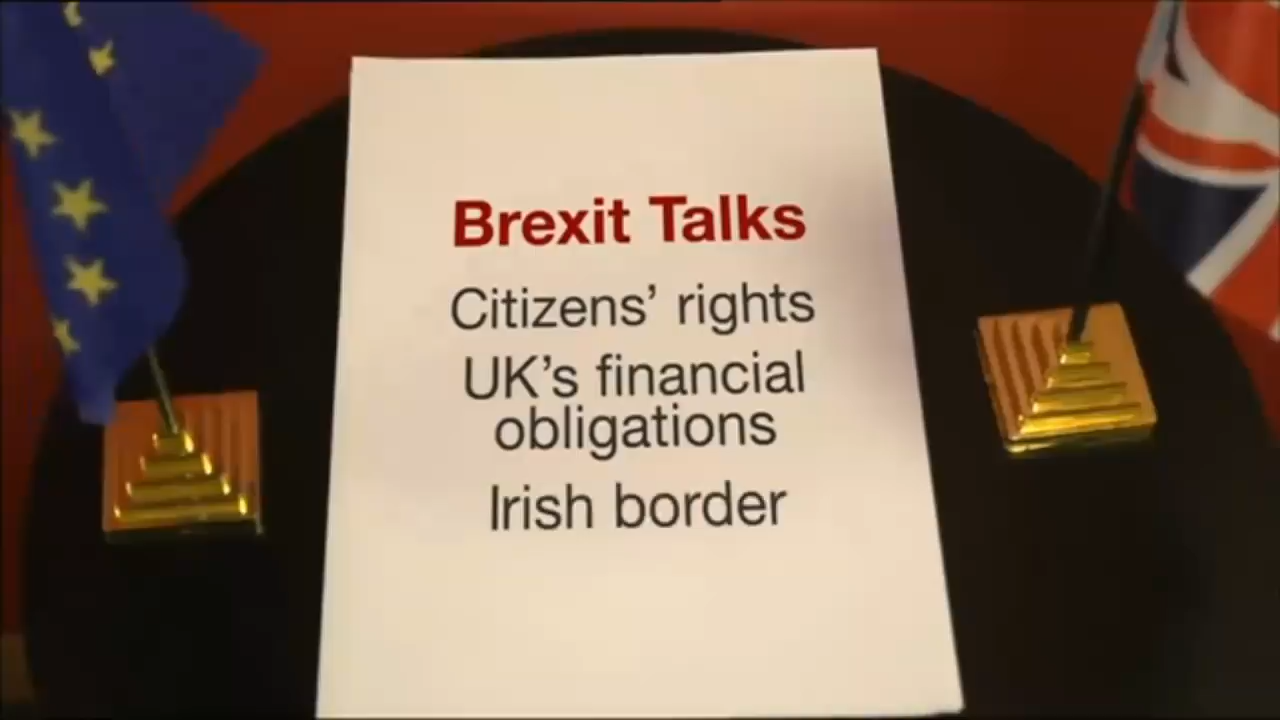 Brexit Talks
Citizens’ rights
UK’s financial
obligations
Irish border